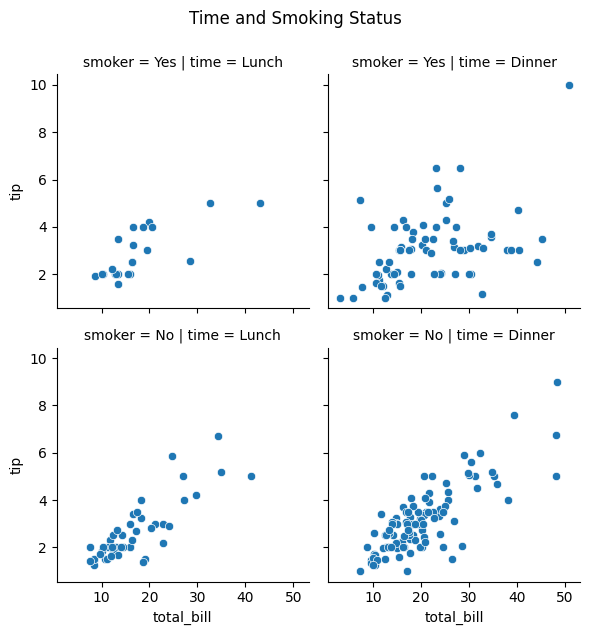 Time and Smoking Status
smoker = Yes | time = Lunch
smoker = Yes | time = Dinner
10
8
6
4
2
tip
smoker = No | time = Lunch
smoker = No | time = Dinner
10
8
6
4
2
tip
10 20 30 40 50
10 20 30 40 50
total_bill
total_bill